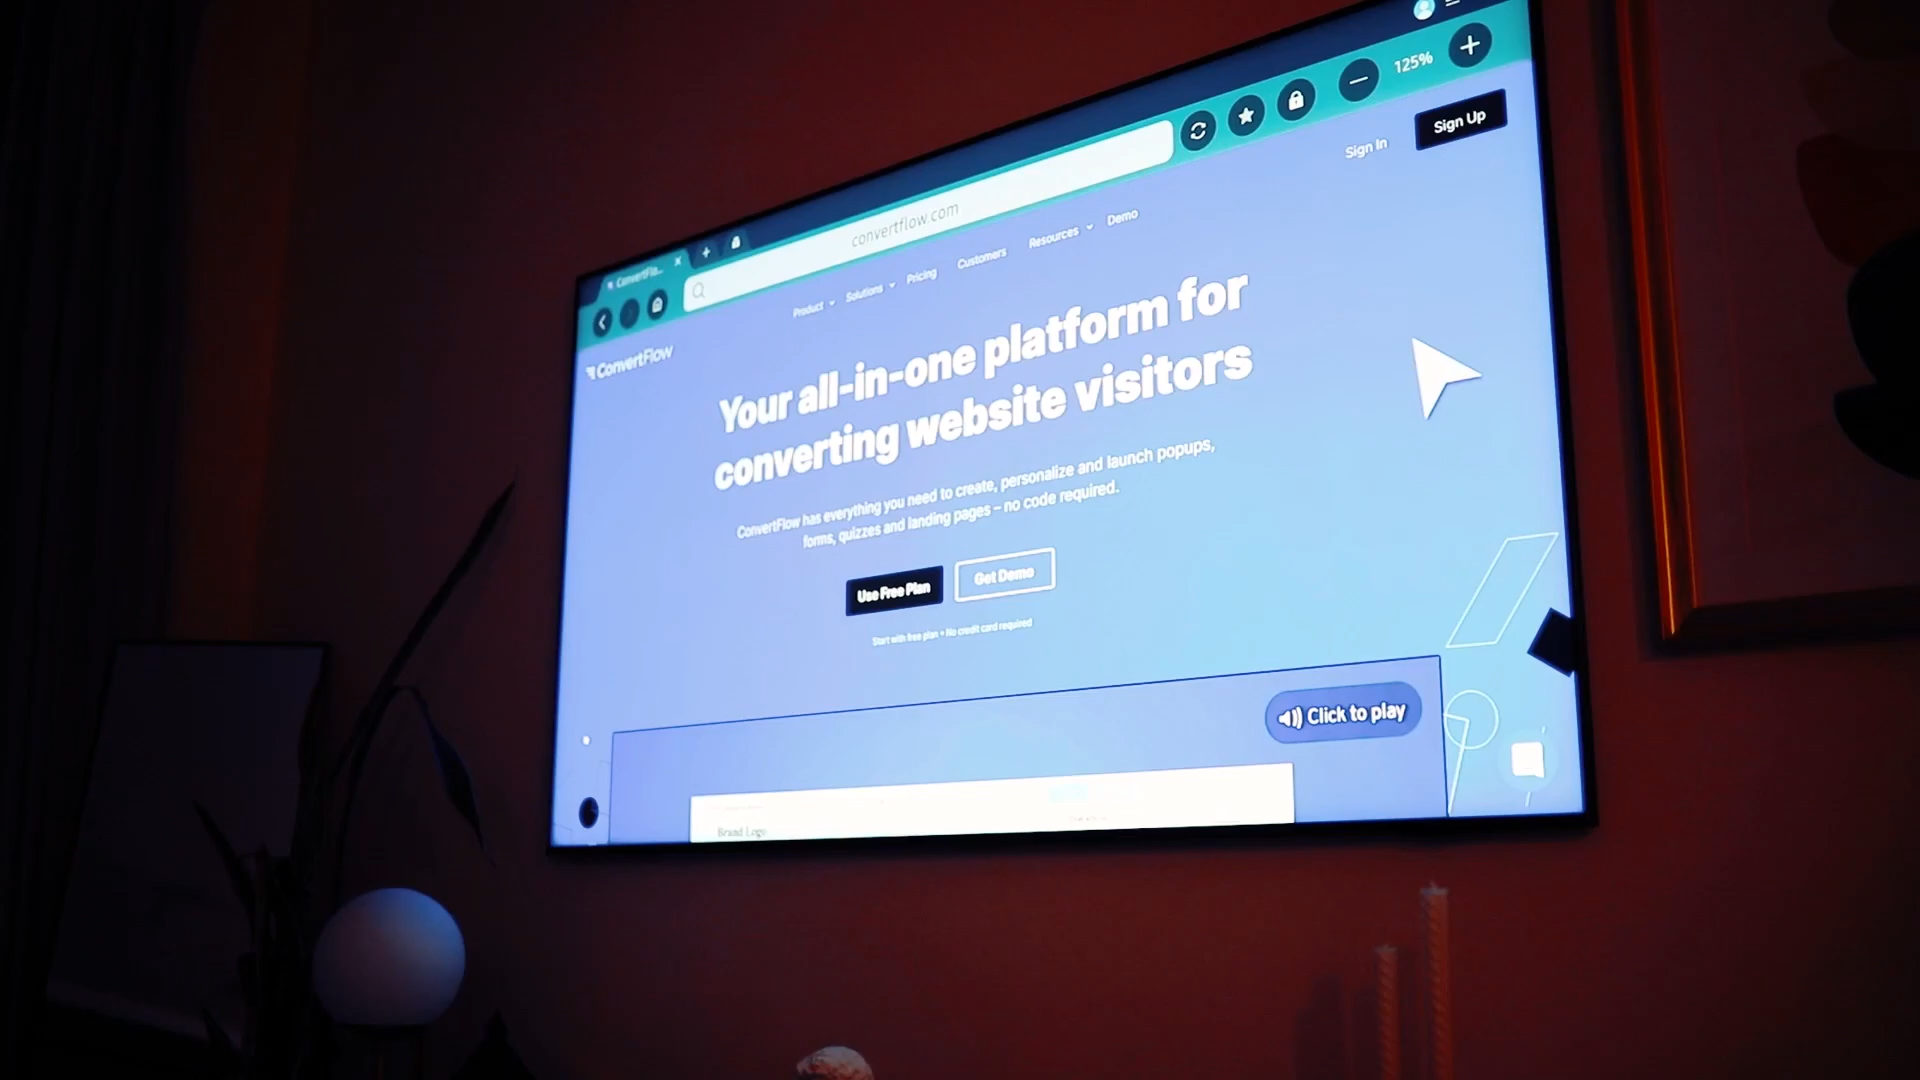 125%
ConvertFlo...
convertflow.com
ConvertFlow
Product
Solutions
Pricing
Customers
Resources
Demo
Sign In
Sign Up
Your all-in-one platform for
converting website visitors
ConvertFlow has everything you need to create, personalize and launch popups,
forms, quizzes and landing pages – no code required.
Use Free Plan
Get Demo
Start with free plan • No credit card required
Click to play
Brand Logo